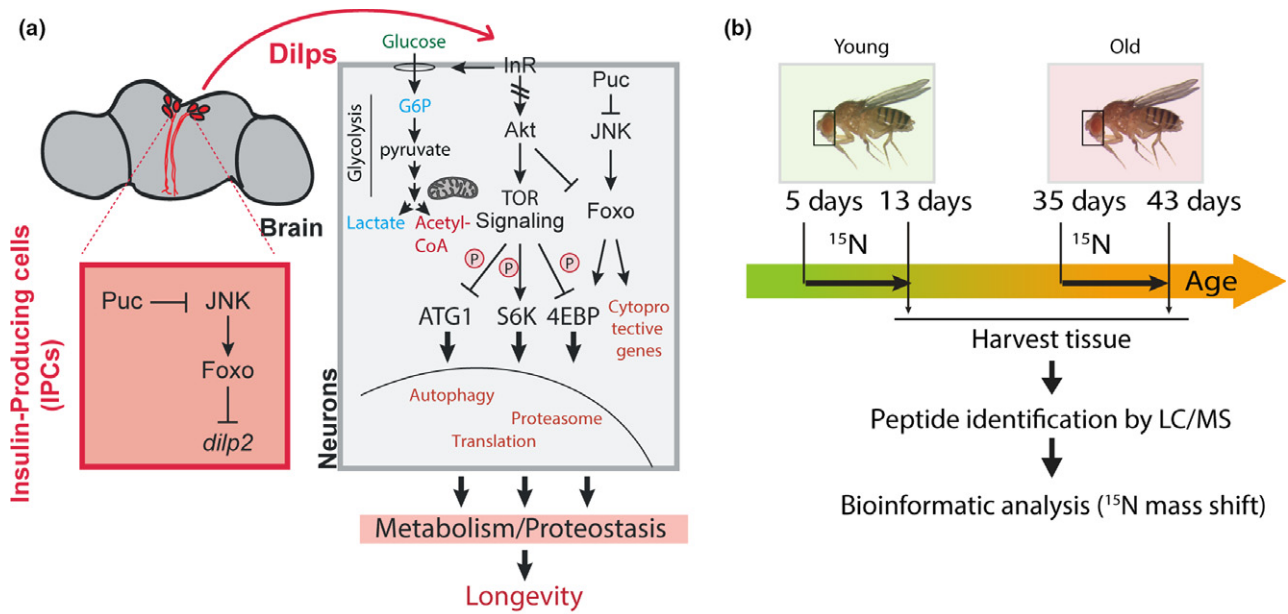 (a)
Dilps
Brain
Insulin-Producing cells
(IPCs)
Puc
JNK
Foxo
dilp2
Glucose
InR
Puc
G6P
Akt
JNK
Glycolysis
pyruvate
TOR
Signaling
Foxo
Lactate
Acetyl-
CoA
P
P
P
ATG1
S6K
4EBP
Cytopro
tective
genes
Neurons
Autophagy
Proteasome
Translation
Metabolism/Proteostasis
Longevity
(b)
Young
Old
5 days
13 days
35 days
43 days
¹⁵N
¹⁵N
Age
Harvest tissue
Peptide identification by LC/MS
Bioinformatic analysis (¹⁵N mass shift)